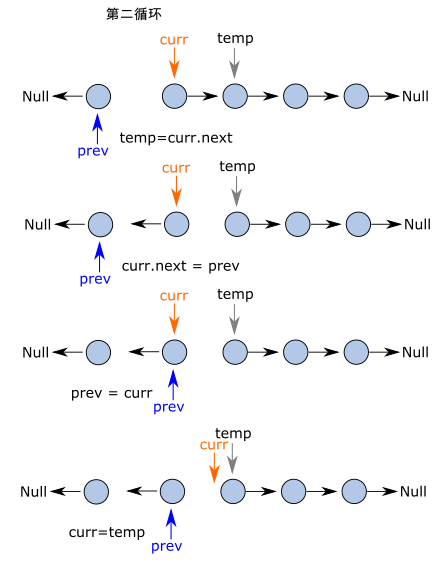 第二循环
curr temp
Null Null
prev temp=curr.next
curr temp
Null Null
prev curr.next = prev
curr temp
Null Null
prev = curr prev
temp
curr
Null Null
curr=temp prev